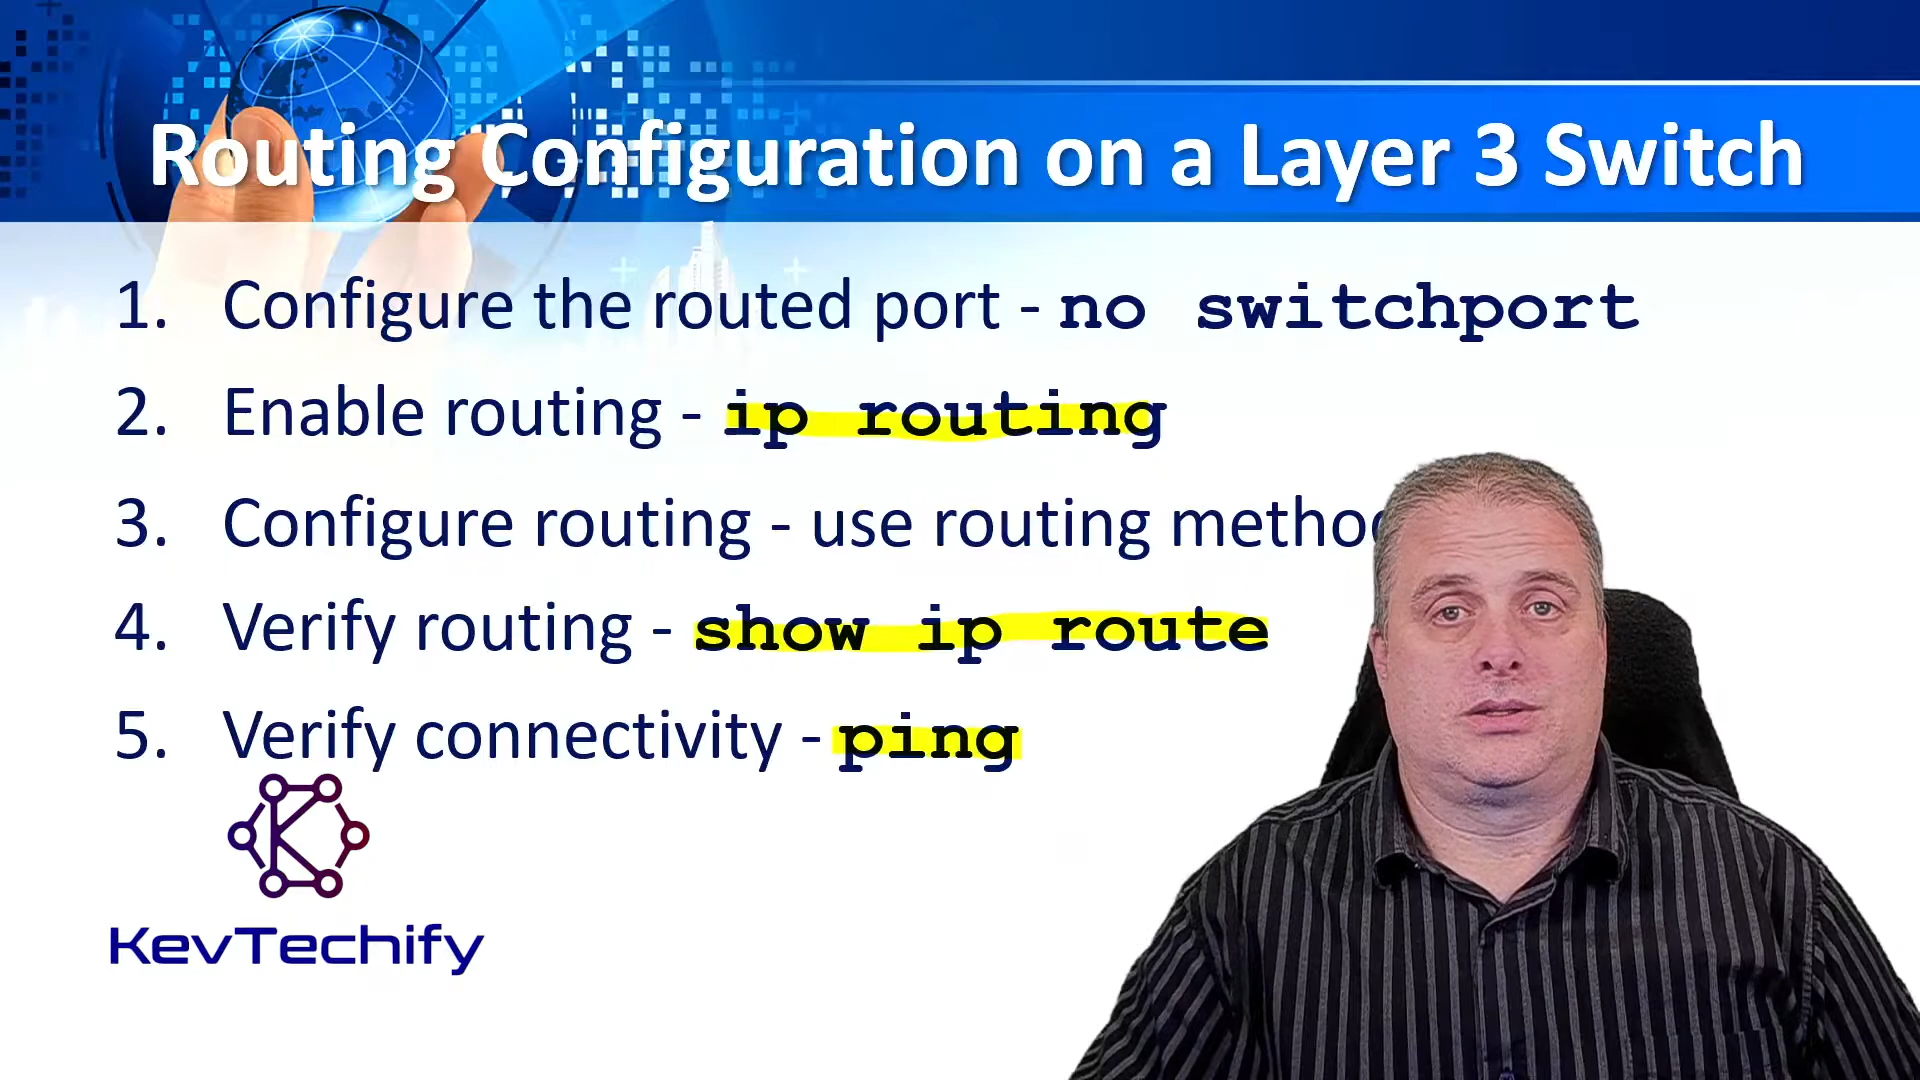 Routing Configuration on a Layer 3 Switch
1. Configure the routed port - no switchport
2. Enable routing - ip routing
3. Configure routing - use routing
4. Verify routing - show ip route
5. Verify connectivity - ping
KevTechify